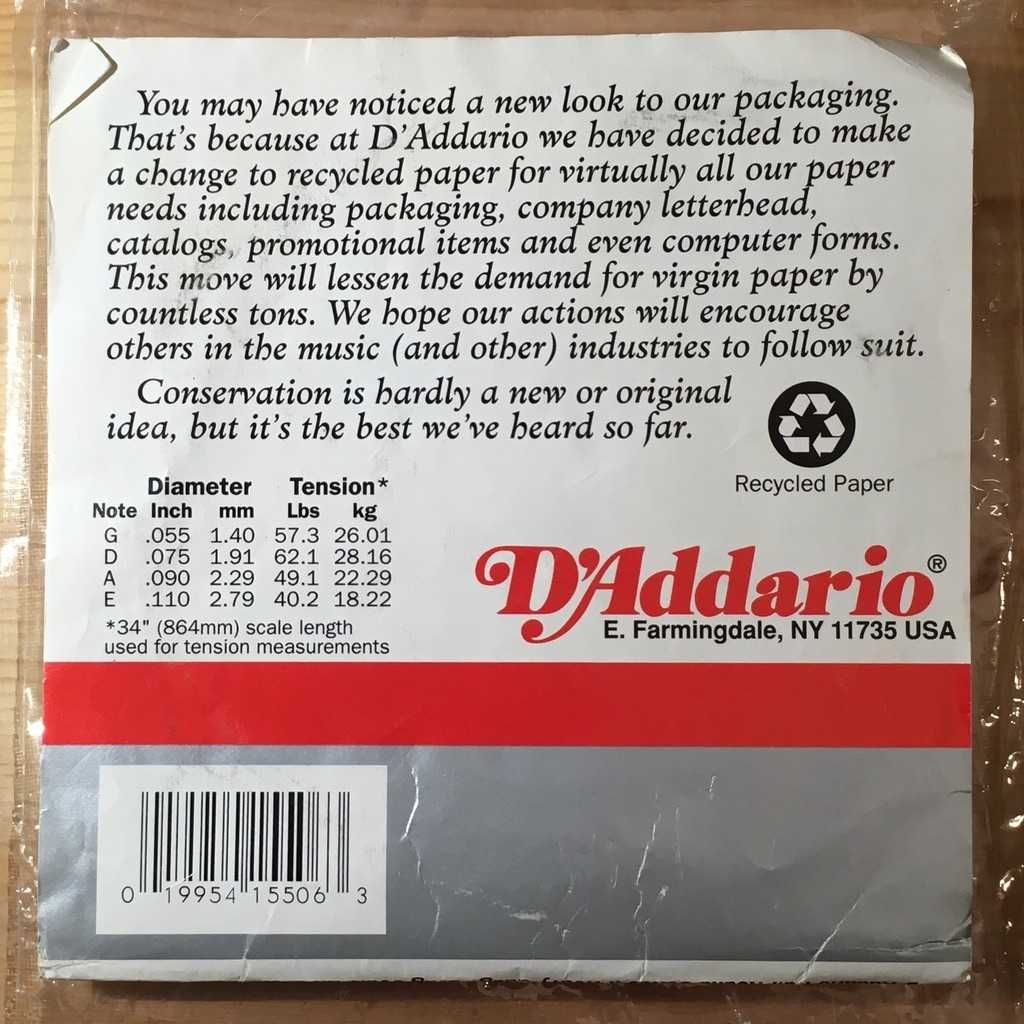 You may have noticed a new look to our packaging.
That's because at D'Addario we have decided to make
a change to recycled paper for virtually all our paper
needs including packaging, company letterhead,
catalogs, promotional items and even computer forms.
This move will lessen the demand for virgin paper by
countless tons. We hope our actions will encourage
others in the music (and other) industries to follow suit.
Conservation is hardly a new or original
idea, but it's the best we've heard so far.
Recycled Paper
Diameter Tension*
Note Inch mm Lbs kg
G .055 1.40 57.3 26.01
D .075 1.91 62.1 28.16
A .090 2.29 49.1 22.29
E .110 2.79 40.2 18.22
*34" (864mm) scale length
used for tension measurements
D'Addario®
E. Farmingdale, NY 11735 USA
0 19954 15506 3